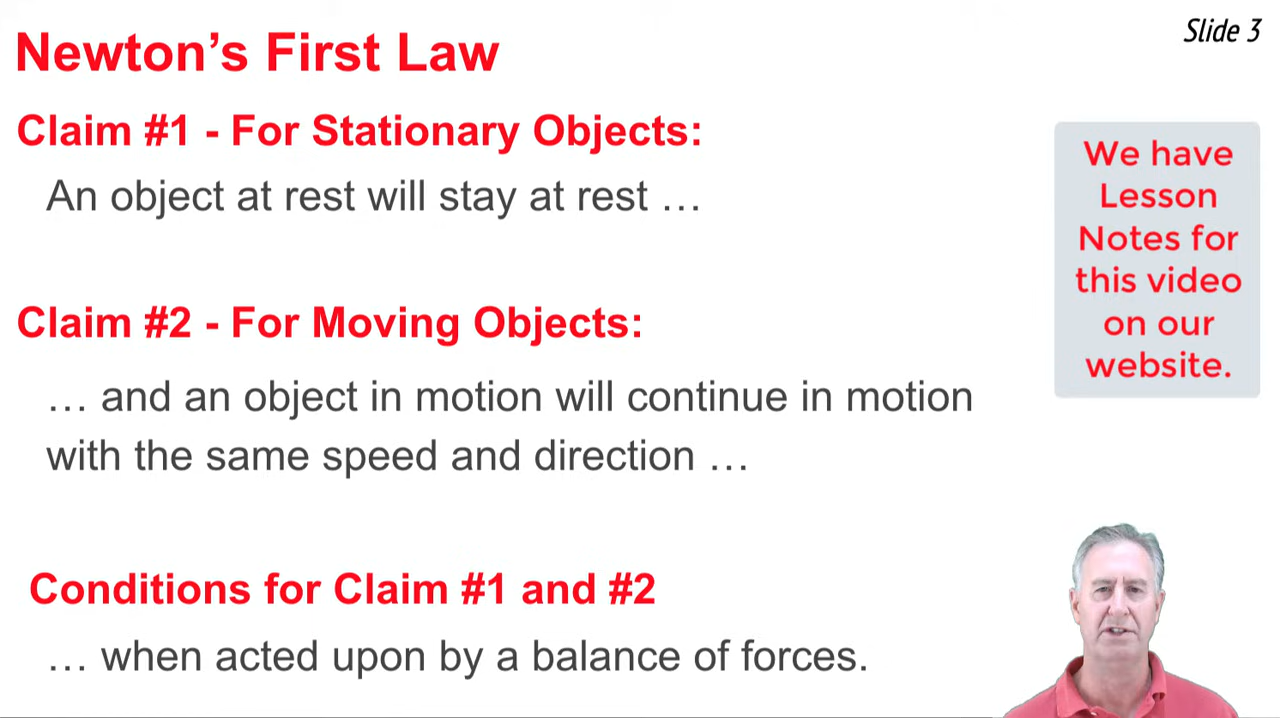 Slide 3
Newton’s First Law
Claim #1 - For Stationary Objects:
An object at rest will stay at rest …
Claim #2 - For Moving Objects:
… and an object in motion will continue in motion
with the same speed and direction …
Conditions for Claim #1 and #2
… when acted upon by a balance of forces.
We have
Lesson
Notes for
this video
on our
website.